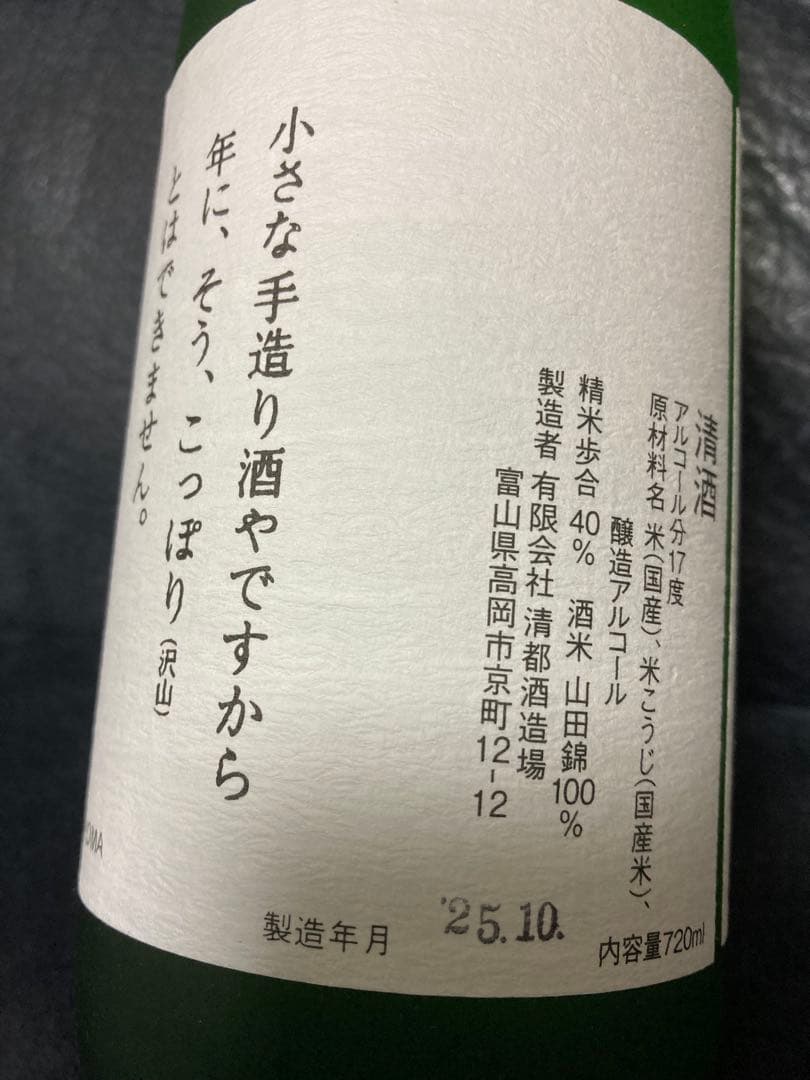 清酒
アルコール分17度
原材料名 米(国産)、米こうじ(国産米)、
醸造アルコール
精米歩合 40% 酒米 山田錦100%
製造者 有限会社 清都酒造場
富山県高岡市京町12-12
小さな手造り酒やですから
年に、そう、こっぽり(沢山)
とはできません。
製造年月 '25.10.
内容量720ml